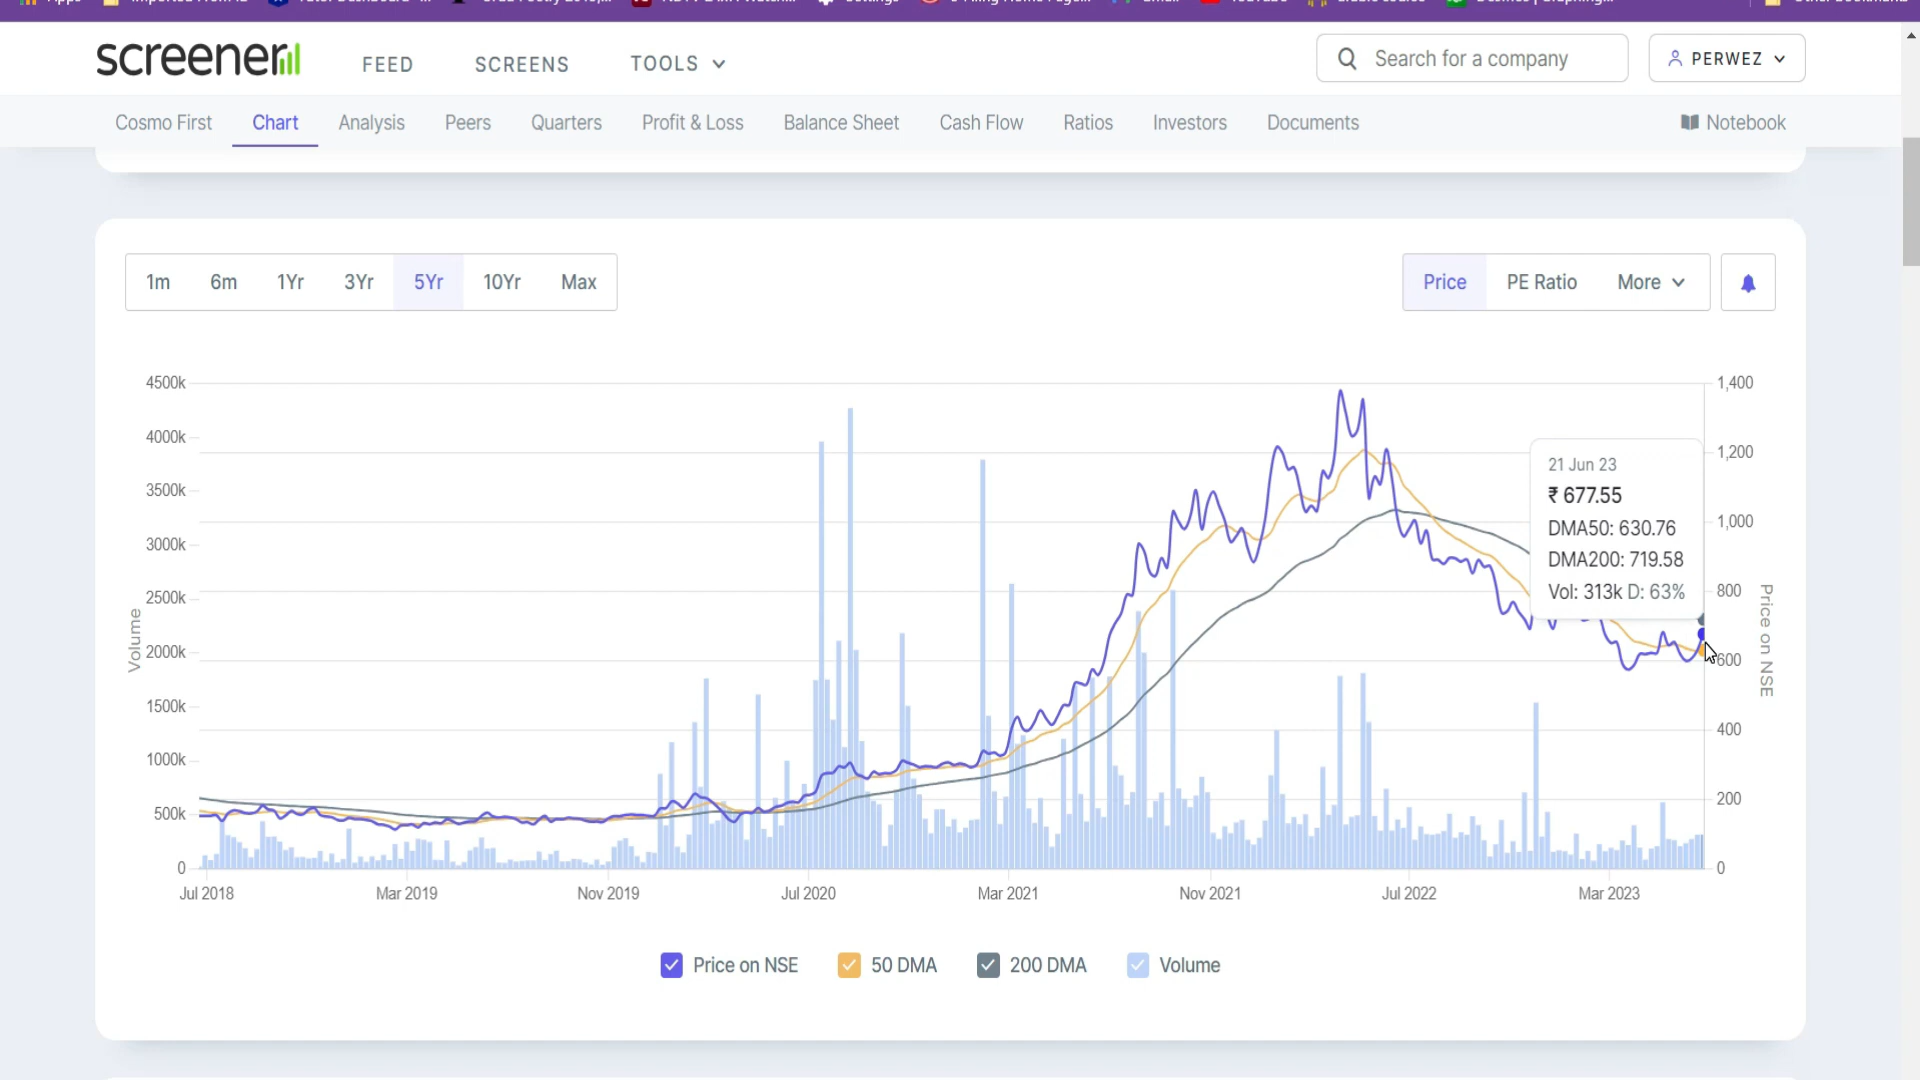 Apps
screener
FEED
SCREENS
TOOLS
Search for a company
PERWEZ
Cosmo First
Chart
Analysis
Peers
Quarters
Profit & Loss
Balance Sheet
Cash Flow
Ratios
Investors
Documents
Notebook
1m
6m
1Yr
3Yr
5Yr
10Yr
Max
Price
PE Ratio
More
4500k
4000k
3500k
3000k
2500k
2000k
1500k
1000k
500k
0
Volume
1,400
1,200
1,000
800
600
400
200
0
Price on NSE
21 Jun 23
₹ 677.55
DMA50: 630.76
DMA200: 719.58
Vol: 313k D: 63%
Jul 2018
Mar 2019
Nov 2019
Jul 2020
Mar 2021
Nov 2021
Jul 2022
Mar 2023
Price on NSE
50 DMA
200 DMA
Volume